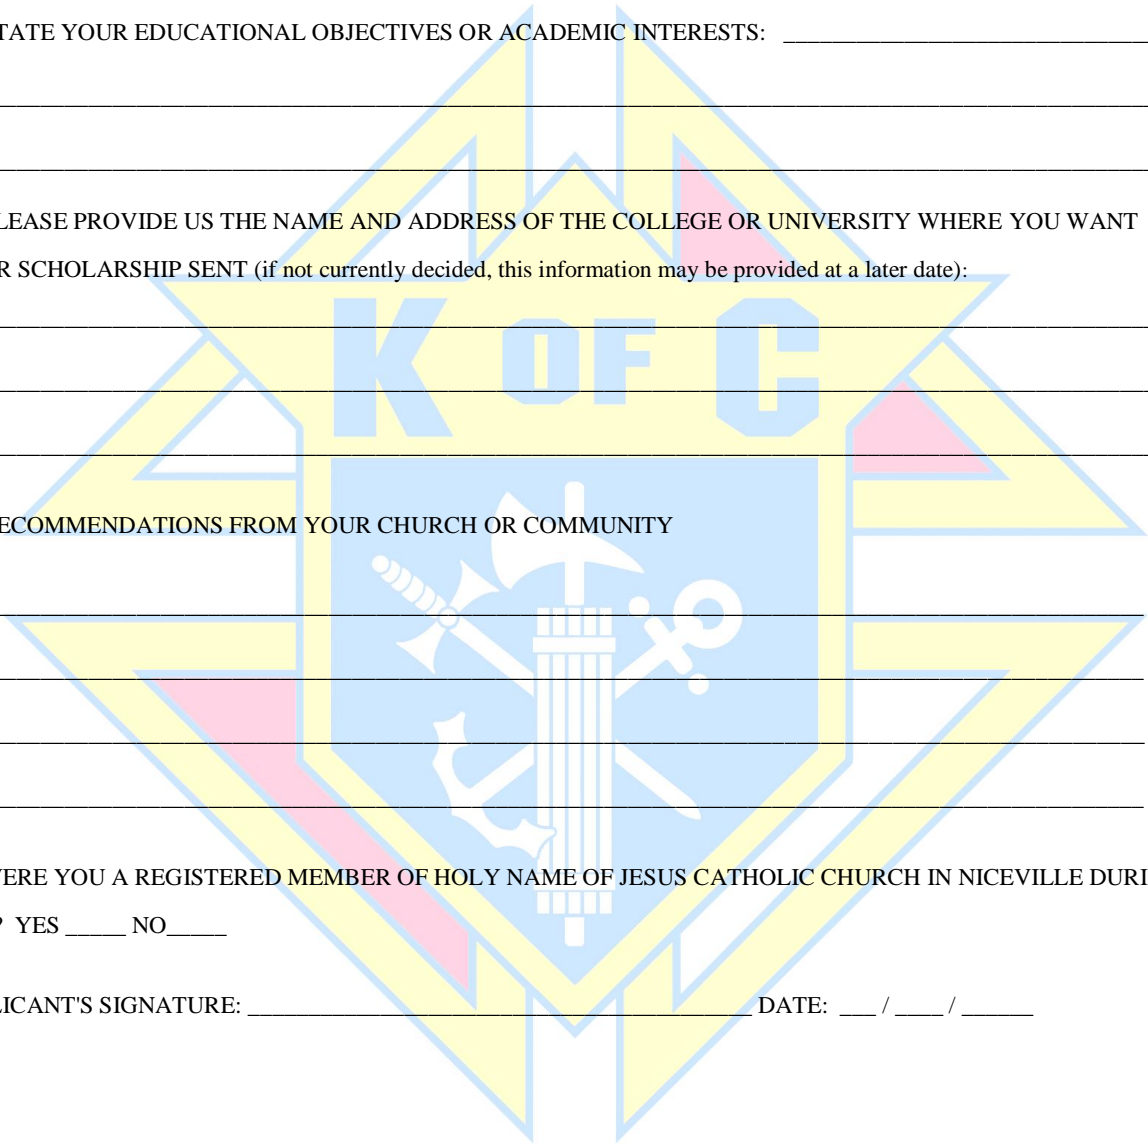 TATE YOUR EDUCATIONAL OBJECTIVES OR ACADEMIC INTERESTS: ______________________________
LEASE PROVIDE US THE NAME AND ADDRESS OF THE COLLEGE OR UNIVERSITY WHERE YOU WANT
R SCHOLARSHIP SENT (if not currently decided, this information may be provided at a later date):
K OF C
ECOMMENDATIONS FROM YOUR CHURCH OR COMMUNITY
VERE YOU A REGISTERED MEMBER OF HOLY NAME OF JESUS CATHOLIC CHURCH IN NICEVILLE DURI
? YES _____ NO_____
LICANT'S SIGNATURE: __________________________________________ DATE: ___ / ____ / ______